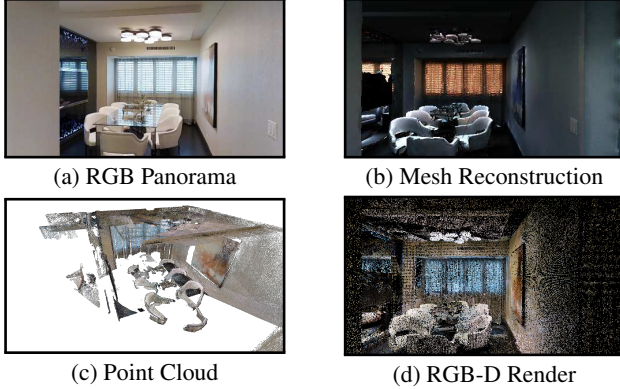 (a) RGB Panorama
(b) Mesh Reconstruction
(c) Point Cloud
(d) RGB-D Render